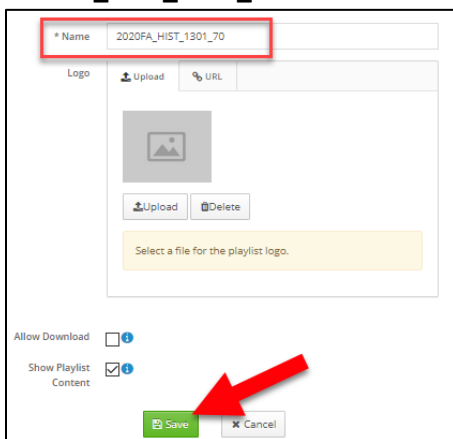 * Name 2020FA_HIST_1301_70
Logo Upload URL
Upload Delete
Select a file for the playlist logo.
Allow Download
Show Playlist
Content
Save Cancel